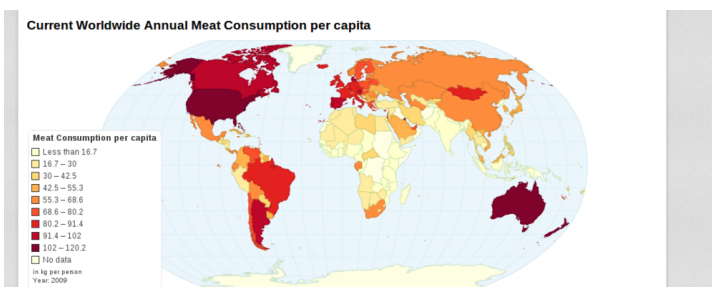 Current Worldwide Annual Meat Consumption per capita
Meat Consumption per capita
Less than 16.7
16.7 – 30
30 – 42.5
42.5 – 55.3
55.3 – 68.6
68.6 – 80.2
80.2 – 91.4
91.4 – 102
102 – 120.2
No data
in kg per person
Year: 2009